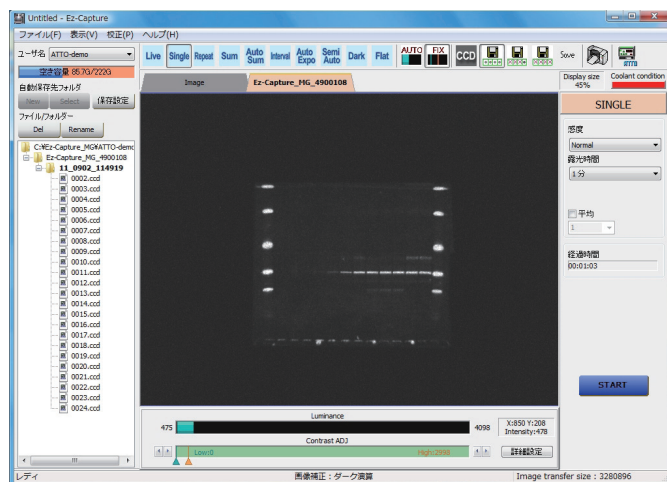 Untitled - Ez-Capture
ファイル(F) 表示(V) 校正(P) ヘルプ(H)
ユーザ名 ATTO-demo
Live Single Repeat Sum Auto Sum Interval Auto Expo Semi Auto Dark Flat AUTO FIX CCD Save ATTO
空き容量 85.7G/222G
Image Ez-Capture_MG_4900108
Display size 45% Coolant condition
自動保存先フォルダ
New Select 保存設定
SINGLE
ファイル/フォルダー
Del Rename
感度
Normal
露光時間
1分
C:¥Ez-Capture_MG¥ATTO-demo
Ez-Capture_MG_4900108
11_0902_114919
0002.ccd
0003.ccd
0004.ccd
0005.ccd
0006.ccd
0007.ccd
0008.ccd
0009.ccd
0010.ccd
0011.ccd
0012.ccd
0013.ccd
0014.ccd
0015.ccd
0016.ccd
0017.ccd
0018.ccd
0019.ccd
0020.ccd
0021.ccd
0022.ccd
0023.ccd
0024.ccd
平均
1
経過時間
00:01:03
START
Luminance
475 4098
X:850 Y:208
Intensity:478
Contrast ADJ
Low:0 High:2998
詳細設定
レディ 画像補正：ダーク演算 Image transfer size : 3280896